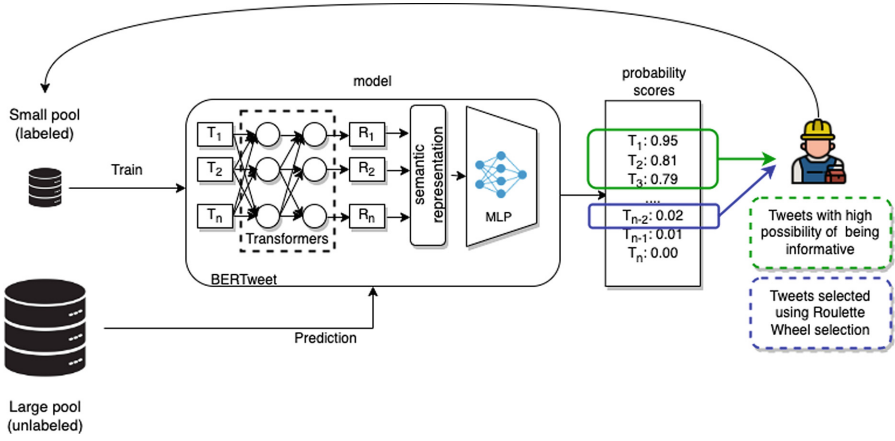 Small pool
(labeled)
Train
Large pool
(unlabeled)
Prediction
model
T1
T2
Tn
Transformers
R1
R2
Rn
semantic
representation
MLP
BERTweet
probability
scores
T1: 0.95
T2: 0.81
T3: 0.79
....
Tn-2: 0.02
Tn-1: 0.01
Tn: 0.00
Tweets with high
possibility of being
informative
Tweets selected
using Roulette
Wheel selection